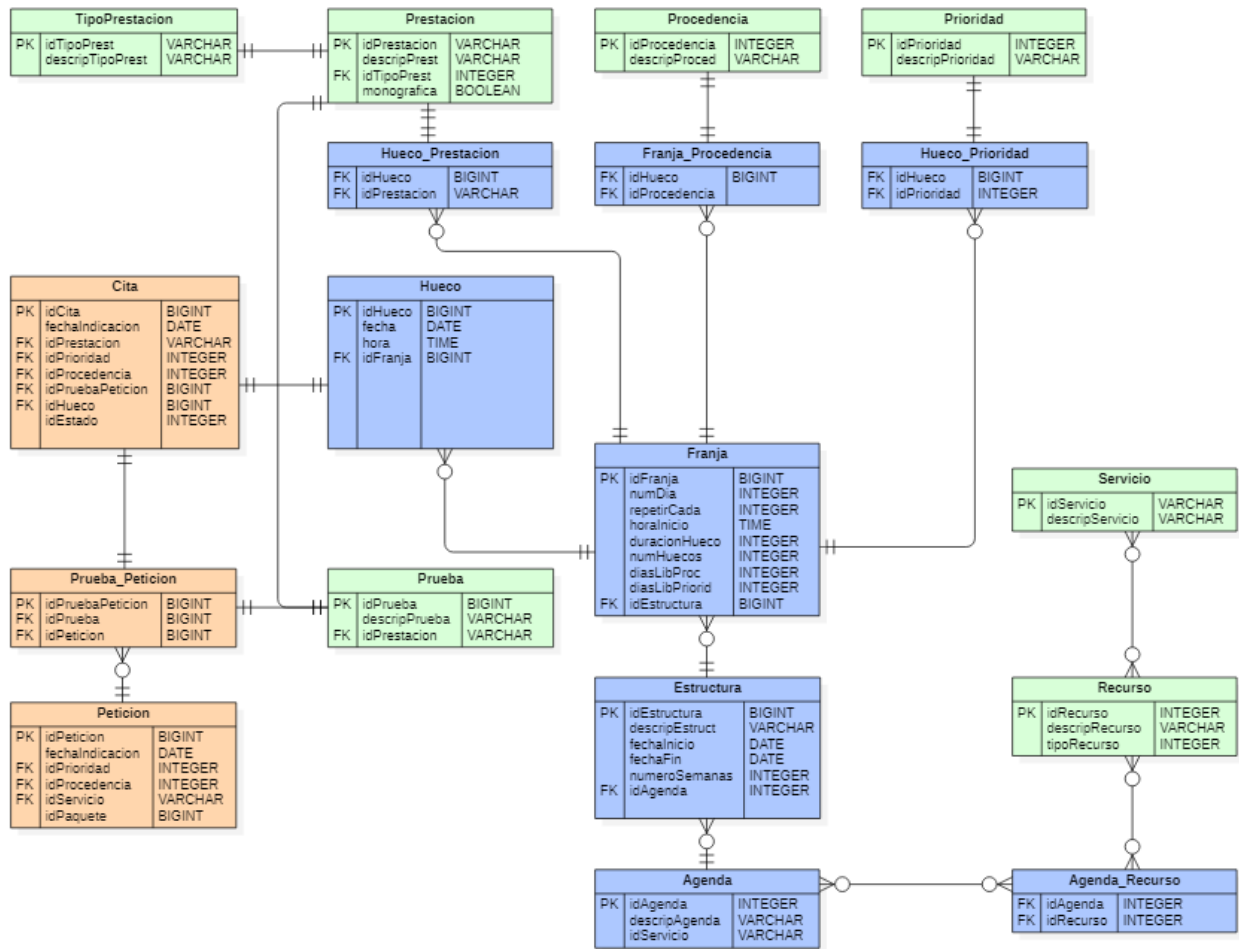 TipoPrestacion
PK idTipoPrest VARCHAR
descripTipoPrest VARCHAR
Prestacion
PK idPrestacion VARCHAR
descripPrest VARCHAR
FK idTipoPrest INTEGER
monografica BOOLEAN
Procedencia
PK idProcedencia INTEGER
descripProced VARCHAR
Prioridad
PK idPrioridad INTEGER
descripPrioridad VARCHAR
Hueco_Prestacion
FK idHueco BIGINT
FK idPrestacion VARCHAR
Franja_Procedencia
FK idHueco BIGINT
FK idProcedencia
Hueco_Prioridad
FK idHueco BIGINT
FK idPrioridad INTEGER
Cita
PK idCita BIGINT
fechaIndicacion DATE
FK idPrestacion VARCHAR
FK idPrioridad INTEGER
FK idProcedencia INTEGER
FK idPruebaPeticion BIGINT
FK idHueco BIGINT
idEstado INTEGER
Hueco
PK idHueco BIGINT
fecha DATE
hora TIME
FK idFranja BIGINT
Franja
PK idFranja BIGINT
numDia INTEGER
repetirCada INTEGER
horaInicio TIME
duracionHueco INTEGER
numHuecos INTEGER
diasLibProc INTEGER
diasLibPriorid INTEGER
FK idEstructura BIGINT
Servicio
PK idServicio VARCHAR
descripServicio VARCHAR
Prueba_Peticion
PK idPruebaPeticion BIGINT
FK idPrueba BIGINT
FK idPeticion BIGINT
Prueba
PK idPrueba BIGINT
descripPrueba VARCHAR
FK idPrestacion VARCHAR
Estructura
PK idEstructura BIGINT
descripEstruct VARCHAR
fechaInicio DATE
fechaFin DATE
numeroSemanas INTEGER
FK idAgenda INTEGER
Recurso
PK idRecurso INTEGER
descripRecurso VARCHAR
tipoRecurso INTEGER
Peticion
PK idPeticion BIGINT
fechaIndicacion DATE
FK idPrioridad INTEGER
FK idProcedencia INTEGER
FK idServicio VARCHAR
idPaquete BIGINT
Agenda
PK idAgenda INTEGER
descripAgenda VARCHAR
idServicio VARCHAR
Agenda_Recurso
FK idAgenda INTEGER
FK idRecurso INTEGER